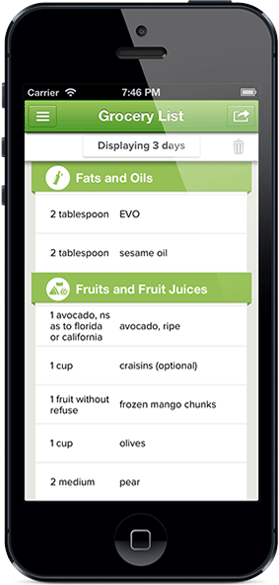 Carrier 7:46 PM
Grocery List
Displaying 3 days
Fats and Oils
2 tablespoon EVO
2 tablespoon sesame oil
Fruits and Fruit Juices
1 avocado, ns
as to florida
or california
avocado, ripe
1 cup craisins (optional)
1 fruit without
refuse
frozen mango chunks
1 cup olives
2 medium pear